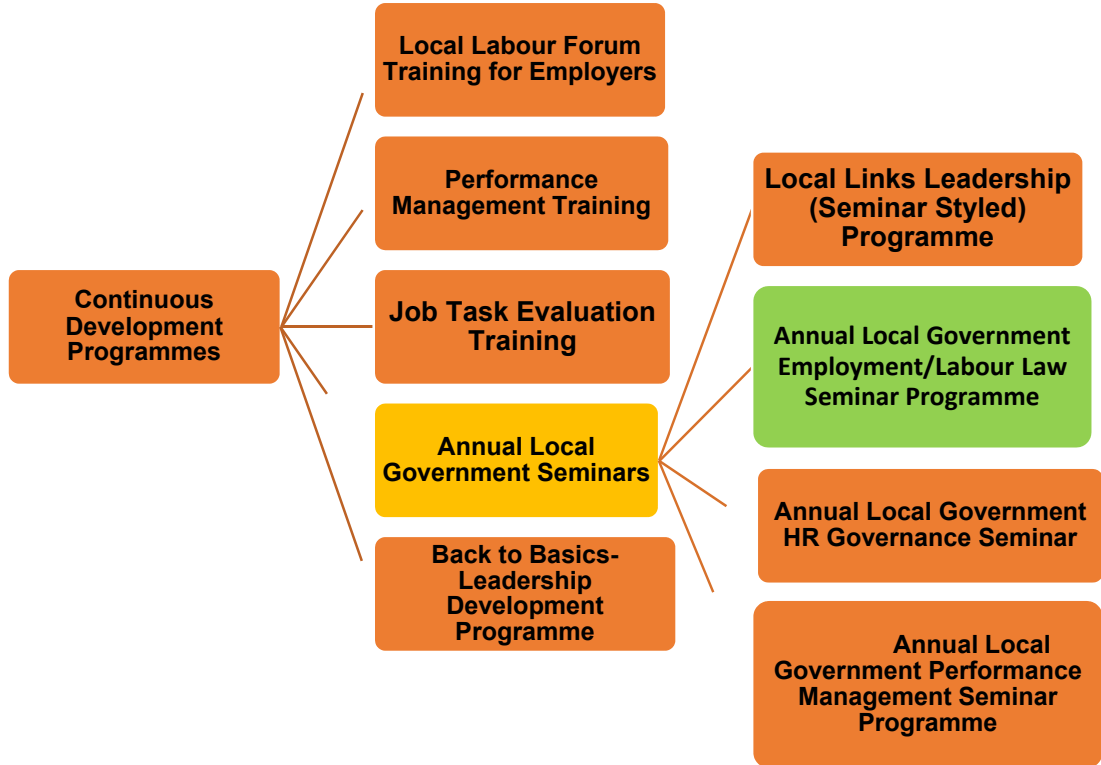 Continuous
Development
Programmes
Local Labour Forum
Training for Employers
Performance
Management Training
Job Task Evaluation
Training
Annual Local
Government Seminars
Back to Basics-
Leadership
Development
Programme
Local Links Leadership
(Seminar Styled)
Programme
Annual Local Government
Employment/Labour Law
Seminar Programme
Annual Local Government
HR Governance Seminar
Annual Local
Government Performance
Management Seminar
Programme